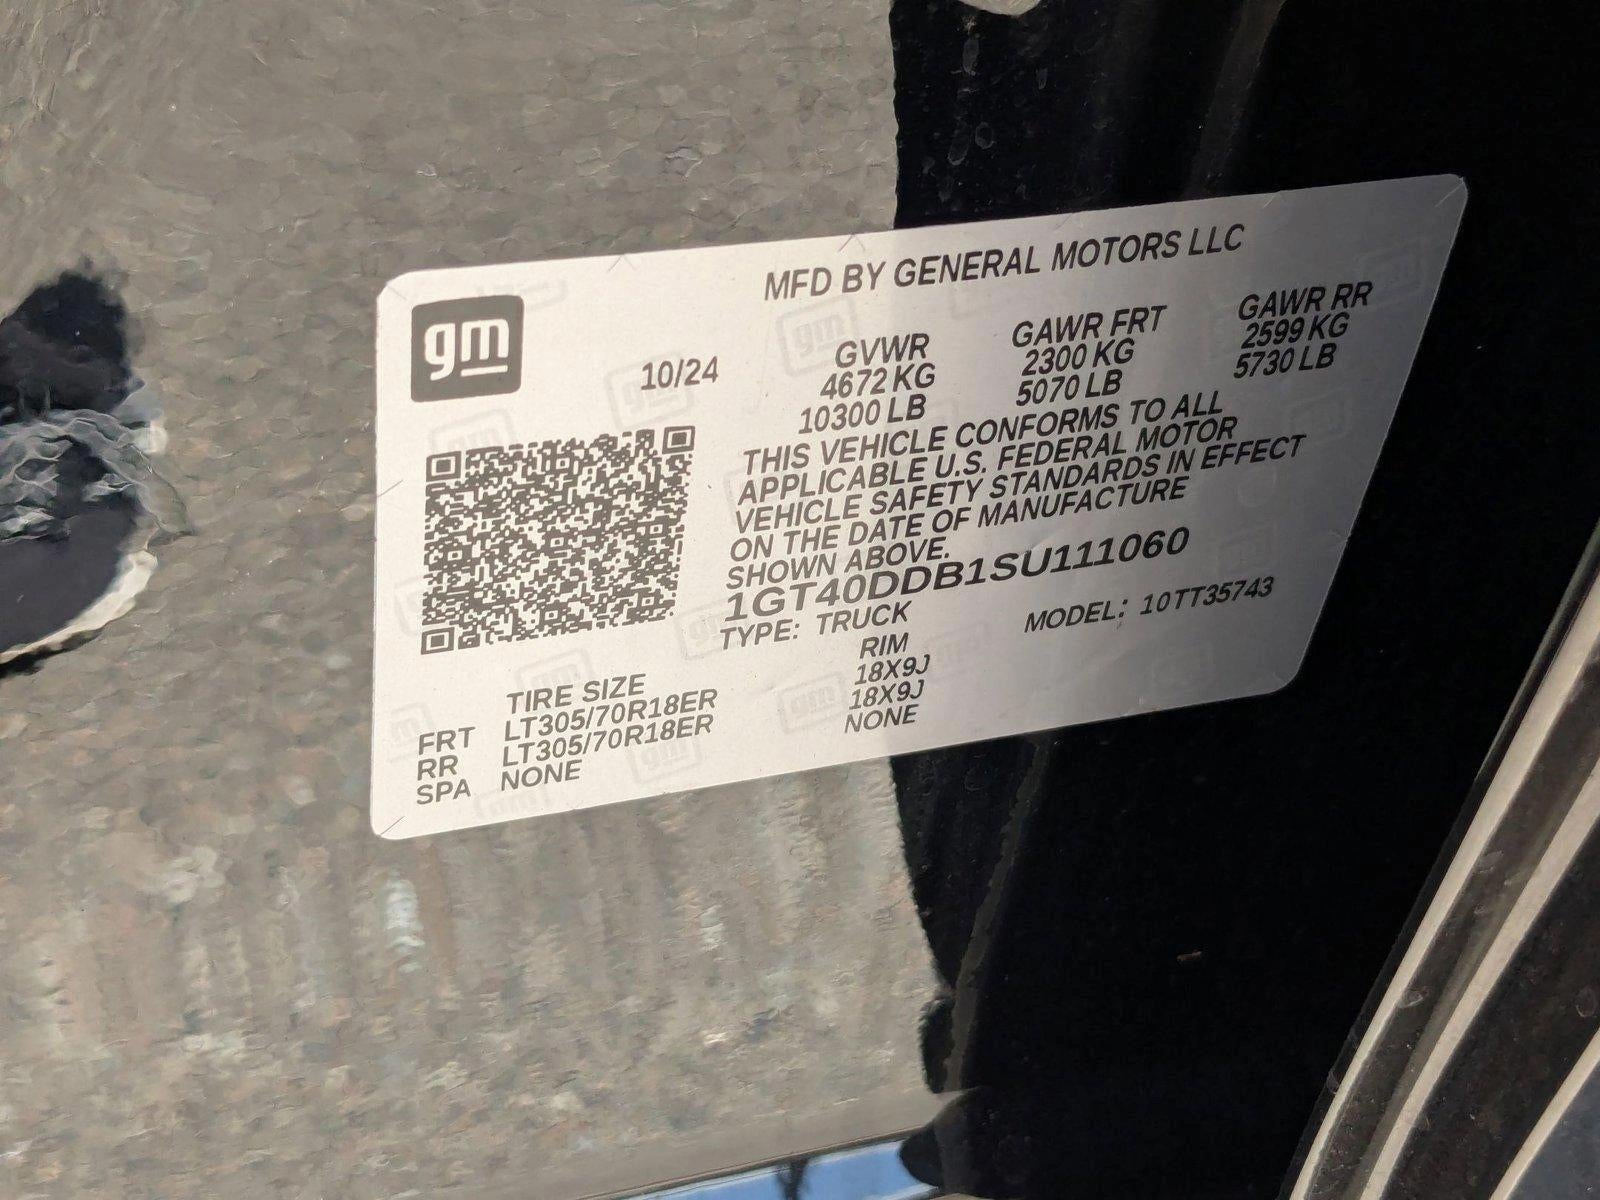 MFD BY GENERAL MOTORS LLC
gm
10/24
GVWR GAWR FRT GAWR RR
4672 KG 2300 KG 2599 KG
10300 LB 5070 LB 5730 LB
THIS VEHICLE CONFORMS TO ALL
APPLICABLE U.S. FEDERAL MOTOR
VEHICLE SAFETY STANDARDS IN EFFECT
ON THE DATE OF MANUFACTURE
SHOWN ABOVE.
1GT40DDB1SU111060
TYPE: TRUCK MODEL: 10TT35743
TIRE SIZE RIM
FRT LT305/70R18ER 18X9J
RR LT305/70R18ER 18X9J
SPA NONE NONE